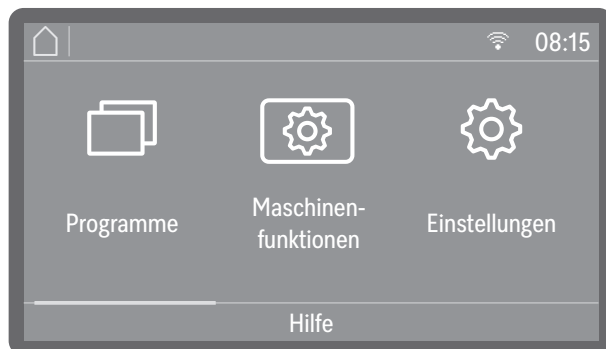 08:15
Programme
Maschinen-
funktionen
Einstellungen
Hilfe